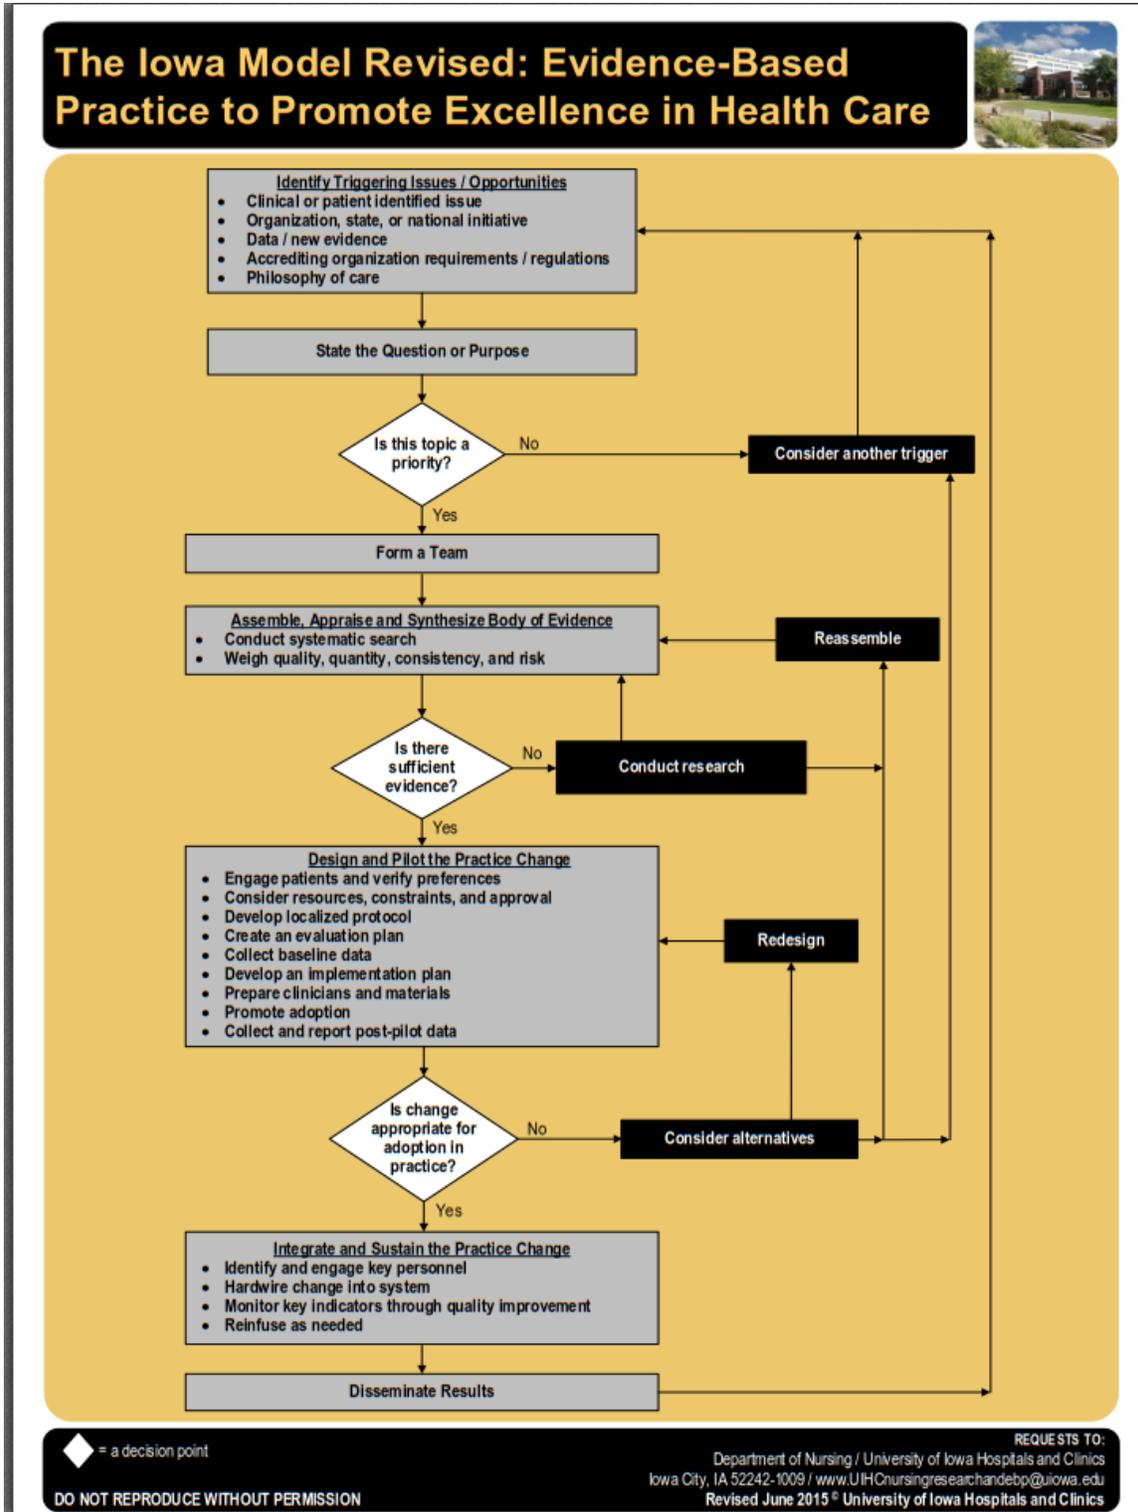 The Iowa Model Revised: Evidence-Based
Practice to Promote Excellence in Health Care
Identify Triggering Issues / Opportunities
• Clinical or patient identified issue
• Organization, state, or national initiative
• Data / new evidence
• Accrediting organization requirements / regulations
• Philosophy of care
State the Question or Purpose
Is this topic a
priority?
No
Consider another trigger
Yes
Form a Team
Assemble, Appraise and Synthesize Body of Evidence
• Conduct systematic search
• Weigh quality, quantity, consistency, and risk
Reassemble
Is there
sufficient
evidence?
No
Conduct research
Yes
Design and Pilot the Practice Change
• Engage patients and verify preferences
• Consider resources, constraints, and approval
• Develop localized protocol
• Create an evaluation plan
• Collect baseline data
• Develop an implementation plan
• Prepare clinicians and materials
• Promote adoption
• Collect and report post-pilot data
Redesign
Is change
appropriate for
adoption in
practice?
No
Consider alternatives
Yes
Integrate and Sustain the Practice Change
• Identify and engage key personnel
• Hardwire change into system
• Monitor key indicators through quality improvement
• Reinfuse as needed
Disseminate Results
= a decision point
DO NOT REPRODUCE WITHOUT PERMISSION
REQUESTS TO:
Department of Nursing / University of Iowa Hospitals and Clinics
Iowa City, IA 52242-1009 / www.UIHCnursingresearchandebp@uiowa.edu
Revised June 2015 © University of Iowa Hospitals and Clinics